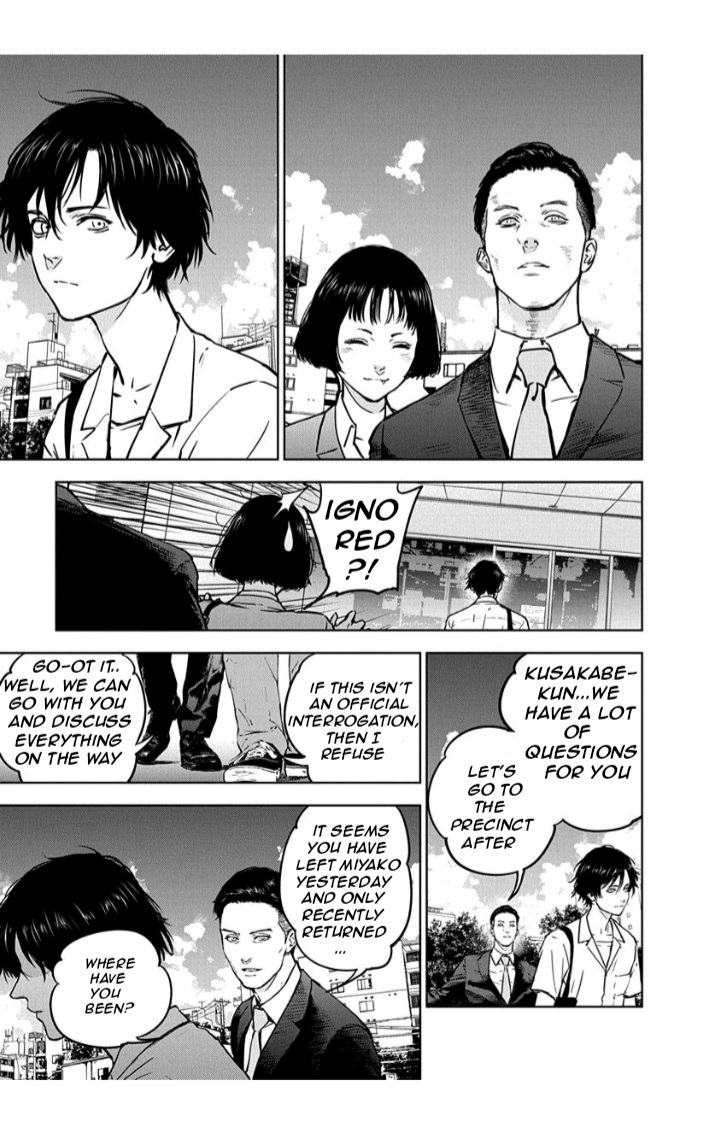 IGNO
RED
?!
KUSAKABE-
KUN...WE
HAVE A LOT
OF
QUESTIONS
FOR YOU
LET'S
GO TO
THE
PRECINCT
AFTER
IF THIS ISN'T
AN OFFICIAL
INTERROGATION,
THEN I
REFUSE
GO-OT IT..
WELL, WE CAN
GO WITH YOU
AND DISCUSS
EVERYTHING
ON THE WAY
IT SEEMS
YOU HAVE
LEFT MIYAKO
YESTERDAY
AND ONLY
RECENTLY
RETURNED
...
WHERE
HAVE
YOU
BEEN?